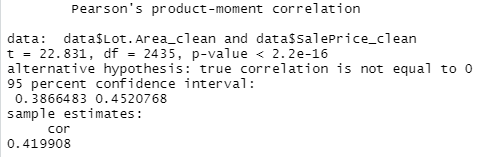 Pearson's product-moment correlation
data:  data$Lot.Area_clean and data$SalePrice_clean
t = 22.831, df = 2435, p-value < 2.2e-16
alternative hypothesis: true correlation is not equal to 0
95 percent confidence interval:
0.3866483 0.4520768
sample estimates:
cor
0.419908